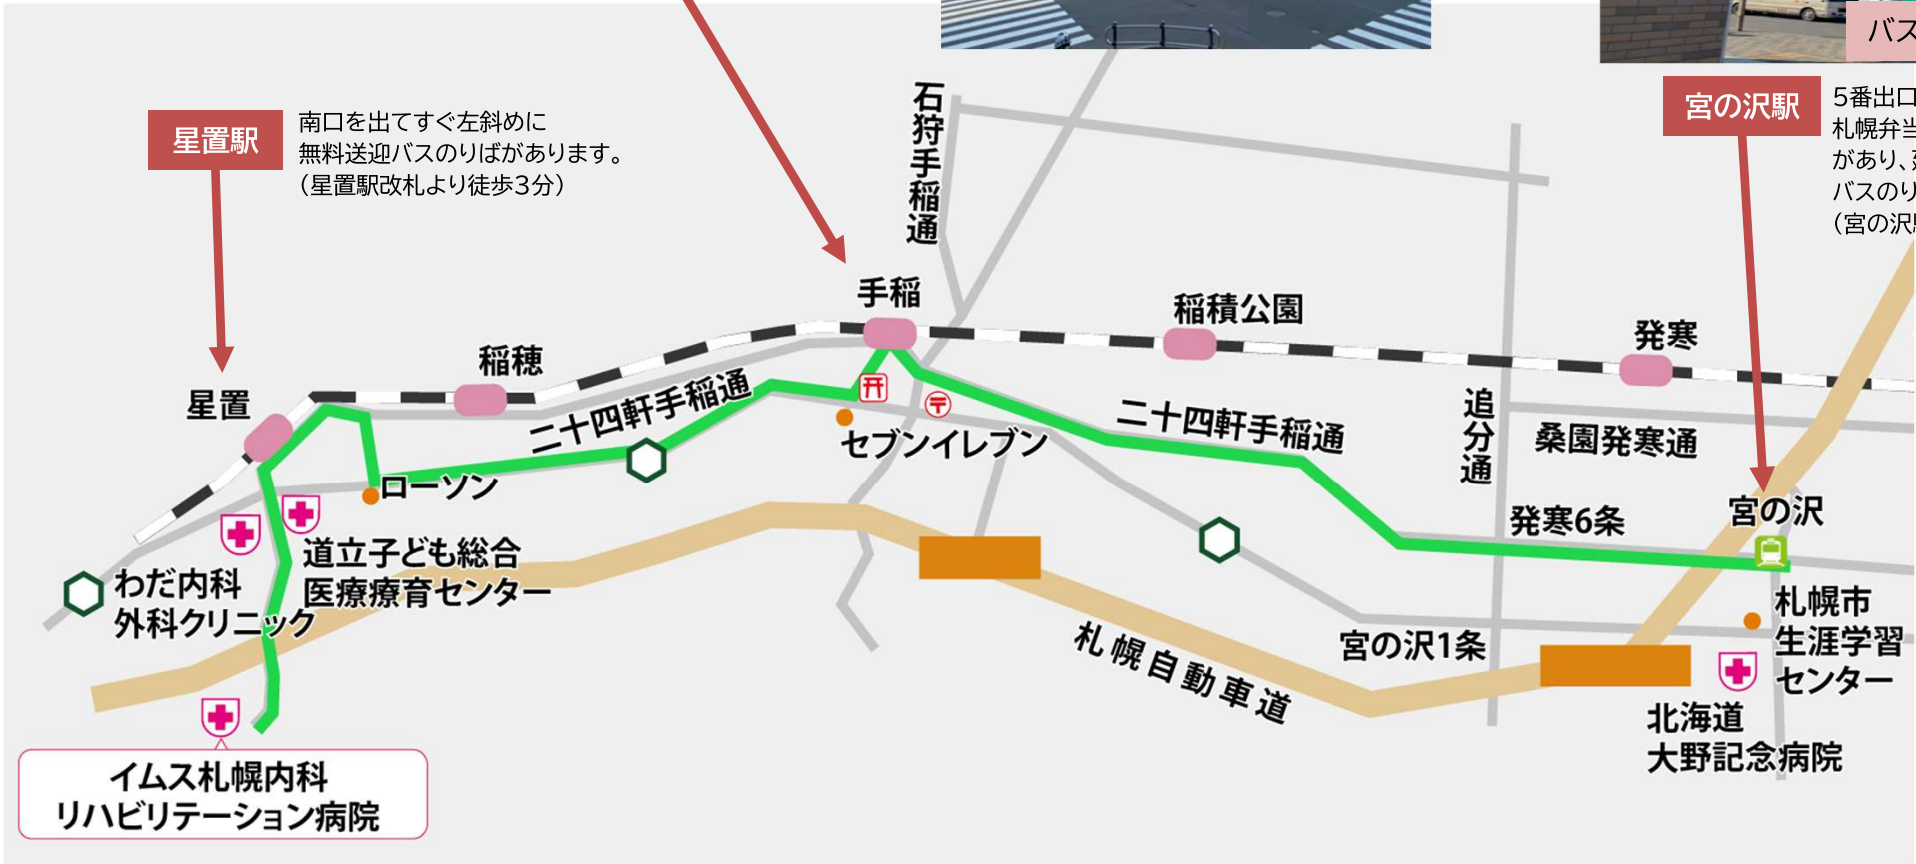 バス
星置駅
南口を出てすぐ左斜めに
無料送迎バスのりばがあります。
（星置駅改札より徒歩3分）
宮の沢駅
5番出口
札幌弁当
があり、
バスのり
（宮の沢
石狩手稲通
手稲
稲積公園
発寒
稲穂
星置
二十四軒手稲通
セブンイレブン
二十四軒手稲通
追分通
桑園発寒通
ローソン
発寒6条
宮の沢
道立子ども総合
医療療育センター
わだ内科
外科クリニック
札幌自動車道
宮の沢1条
札幌市
生涯学習
センター
北海道
大野記念病院
イムス札幌内科
リハビリテーション病院